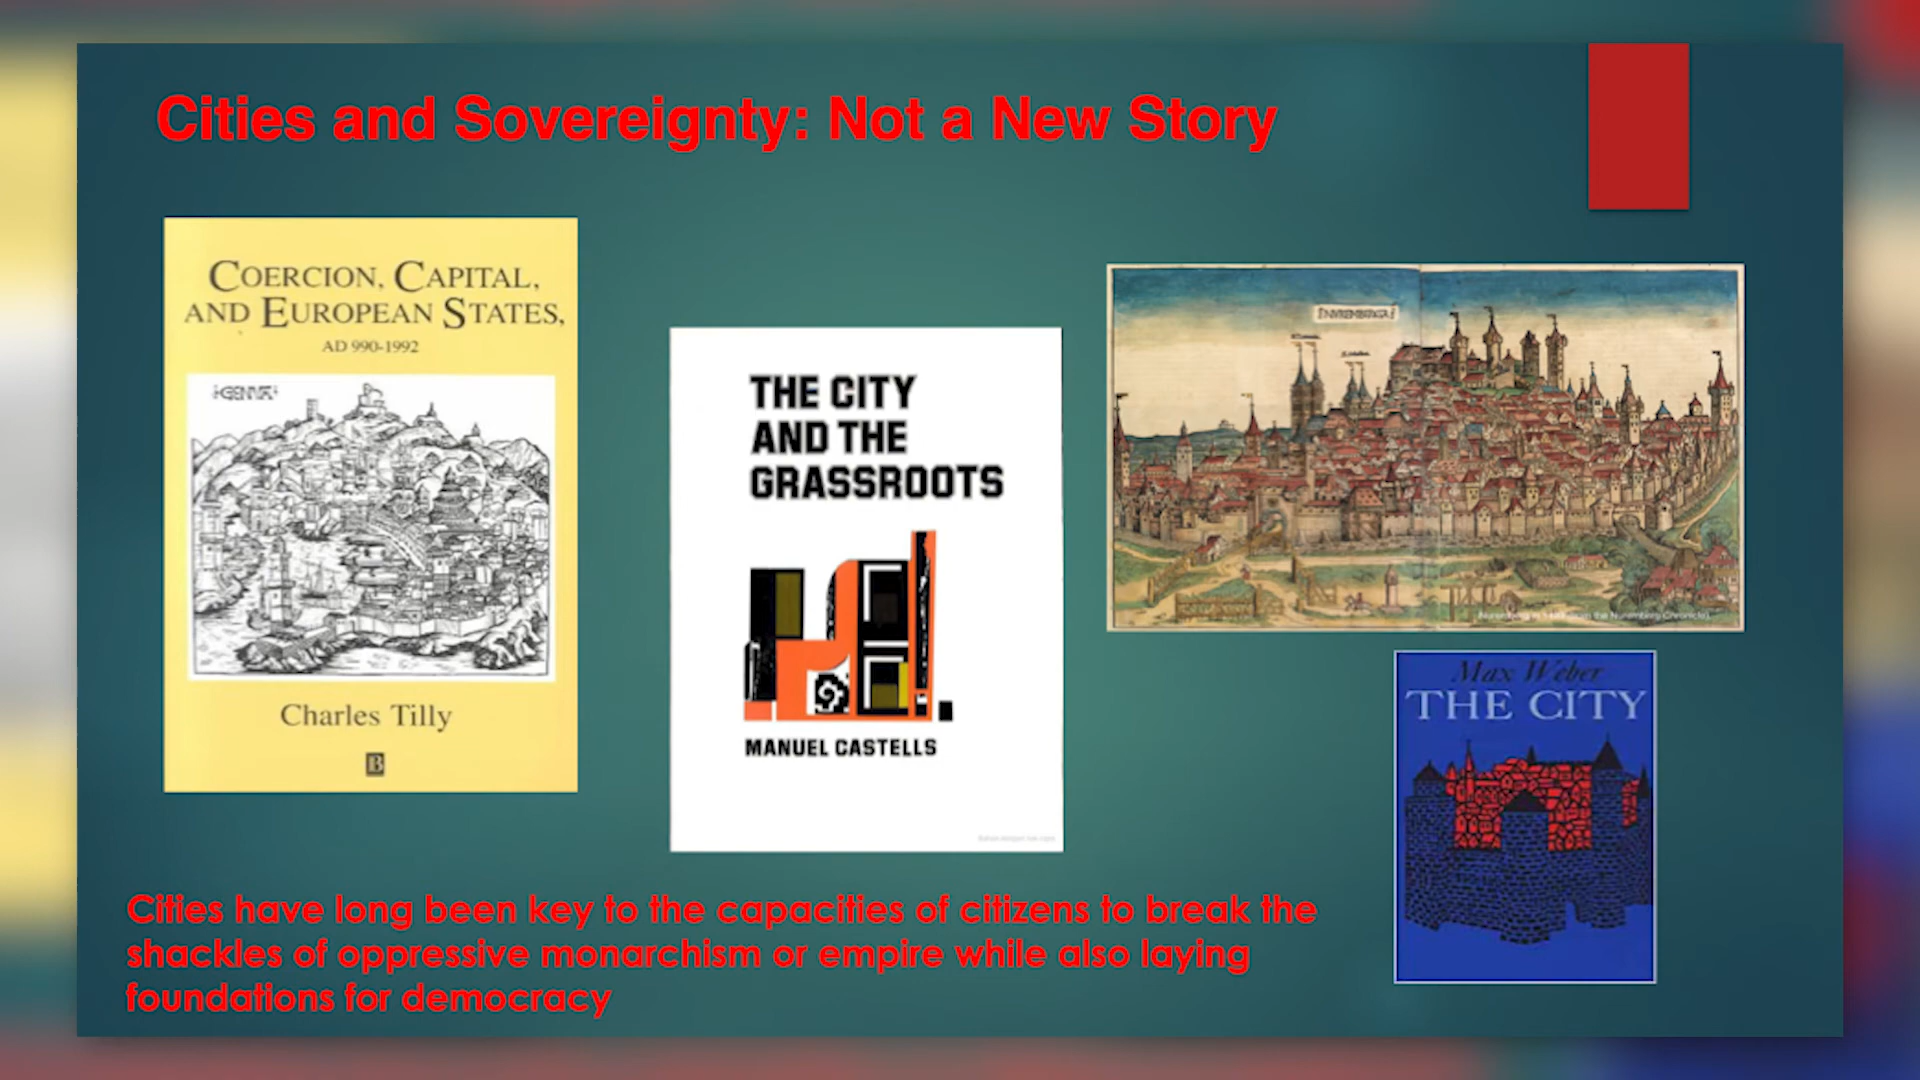 Cities and Sovereignty: Not a New Story
COERCION, CAPITAL,
AND EUROPEAN STATES,
AD 990-1992
Charles Tilly
B
THE CITY
AND THE
GRASSROOTS
MANUEL CASTELLS
Max Weber
THE CITY
Cities have long been key to the capacities of citizens to break the
shackles of oppressive monarchism or empire while also laying
foundations for democracy